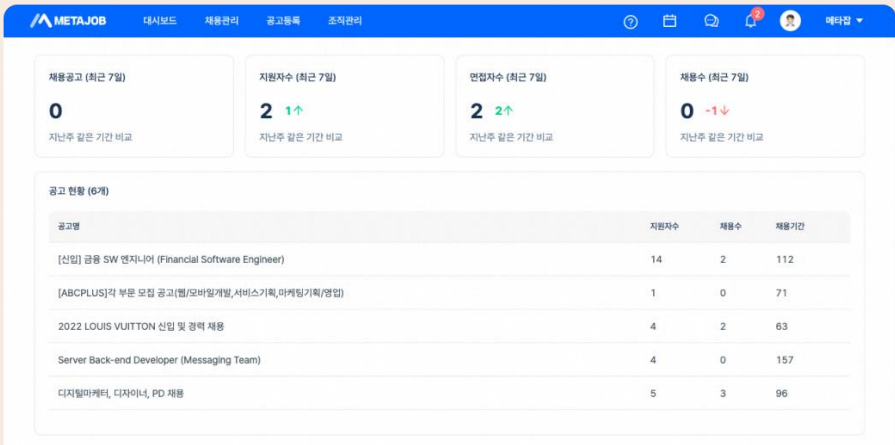 METAJOB 대시보드 채용관리 공고등록 조직관리 2 메타잡
채용공고 (최근 7일) 지원자수 (최근 7일) 면접자수 (최근 7일) 채용수 (최근 7일)
0 2 1↑ 2 2↑ 0 -1↓
지난주 같은 기간 비교 지난주 같은 기간 비교 지난주 같은 기간 비교 지난주 같은 기간 비교
공고 현황 (6개)
공고명 지원자수 채용수 채용기간
[신입] 금융 SW 엔지니어 (Financial Software Engineer) 14 2 112
[ABCPLUS]각 부문 모집 공고(웹/모바일개발,서비스기획,마케팅기획/영업) 1 0 71
2022 LOUIS VUITTON 신입 및 경력 채용 4 2 63
Server Back-end Developer (Messaging Team) 4 0 157
디지털마케터, 디자이너, PD 채용 5 3 96